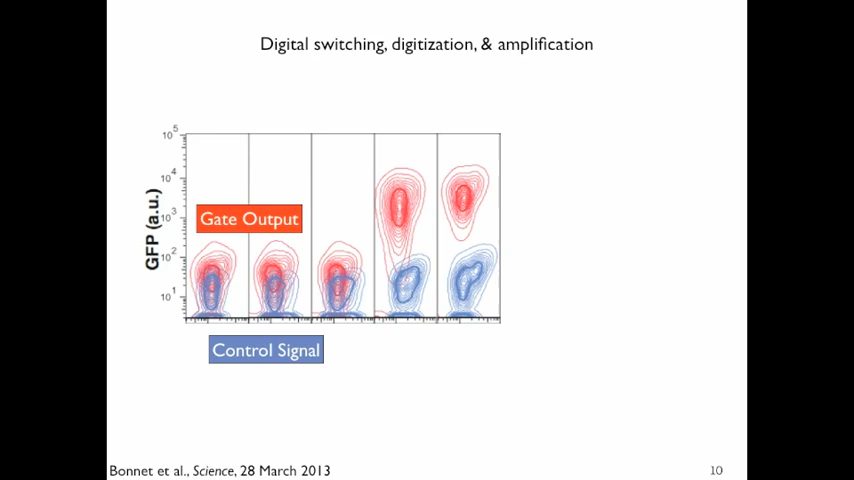 Digital switching, digitization, & amplification
10^5
10^4
10^3
10^2
10^1
GFP (a.u.)
Gate Output
Control Signal
Bonnet et al., Science, 28 March 2013
10